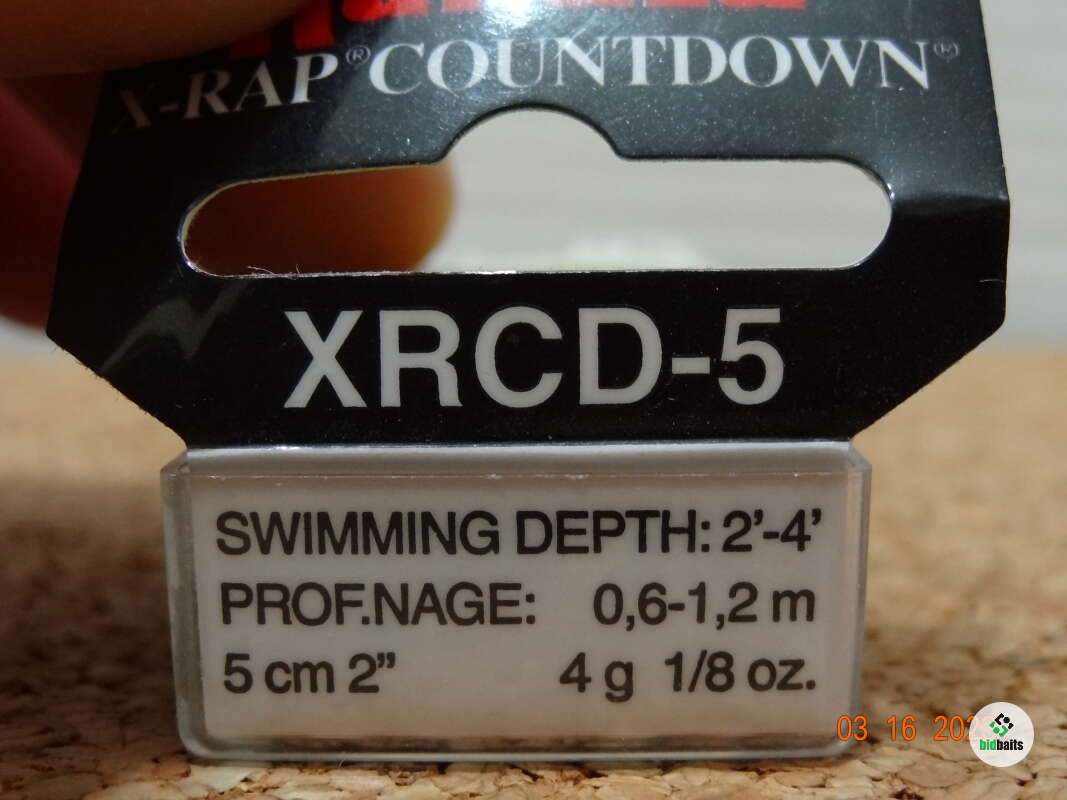 X-RAP® COUNTDOWN®
XRCD-5
SWIMMING DEPTH: 2'-4'
PROF.NAGE: 0,6-1,2 m
5 cm 2” 4 g 1/8 oz.
03 16
bidbaits